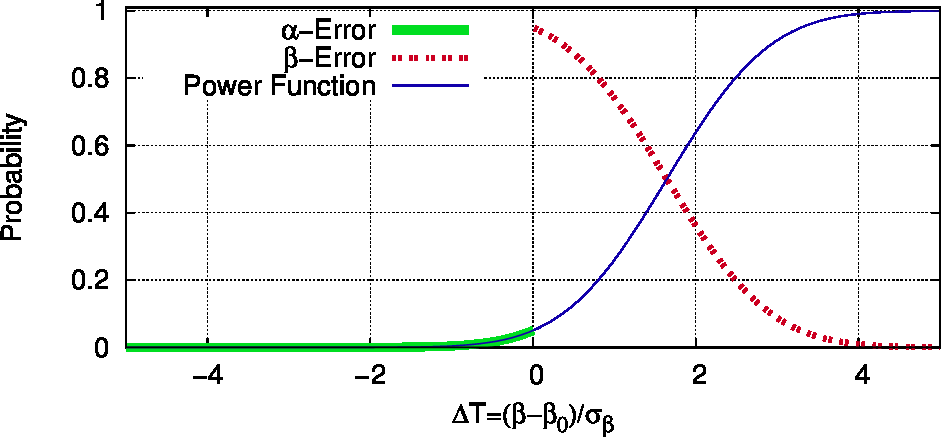 1
0.8
0.6
0.4
0.2
0
−4
−2
0
2
4
Probability
α−Error
β−Error
Power Function
ΔT=(β−β₀)/σᵦ